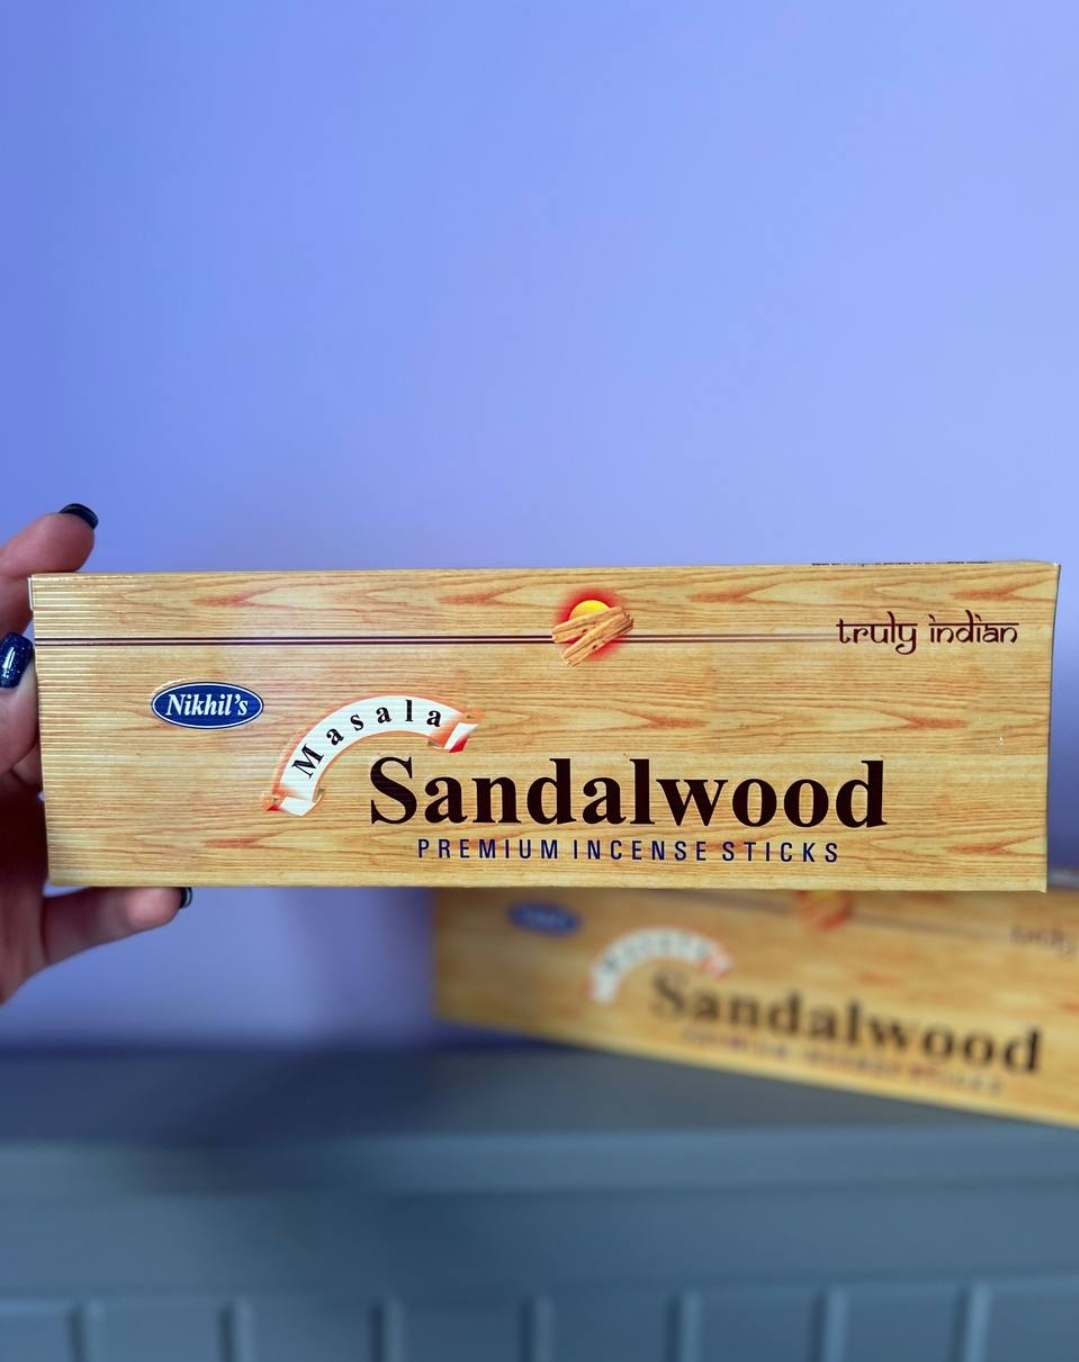 truly indian
Nikhil's
Masala
Sandalwood
PREMIUM INCENSE STICKS
Sandalwood